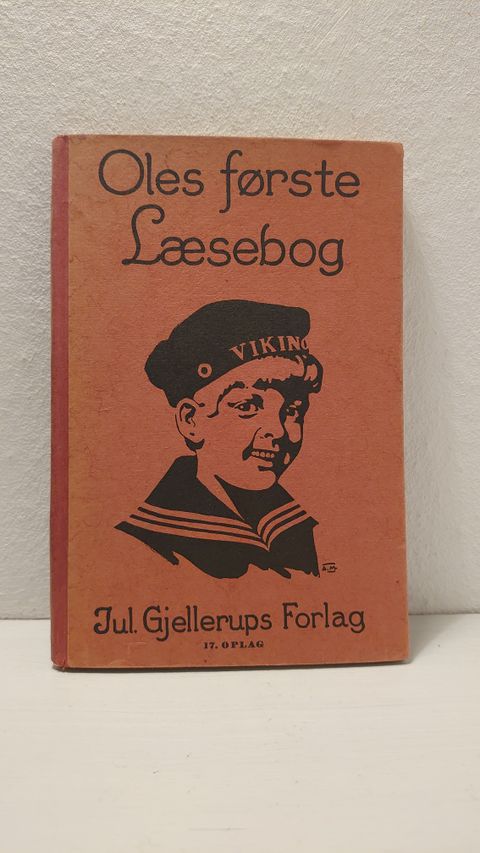 Oles første
Læsebog
VIKING
A.M
Jul. Gjellerups Forlag
17. OPLAG